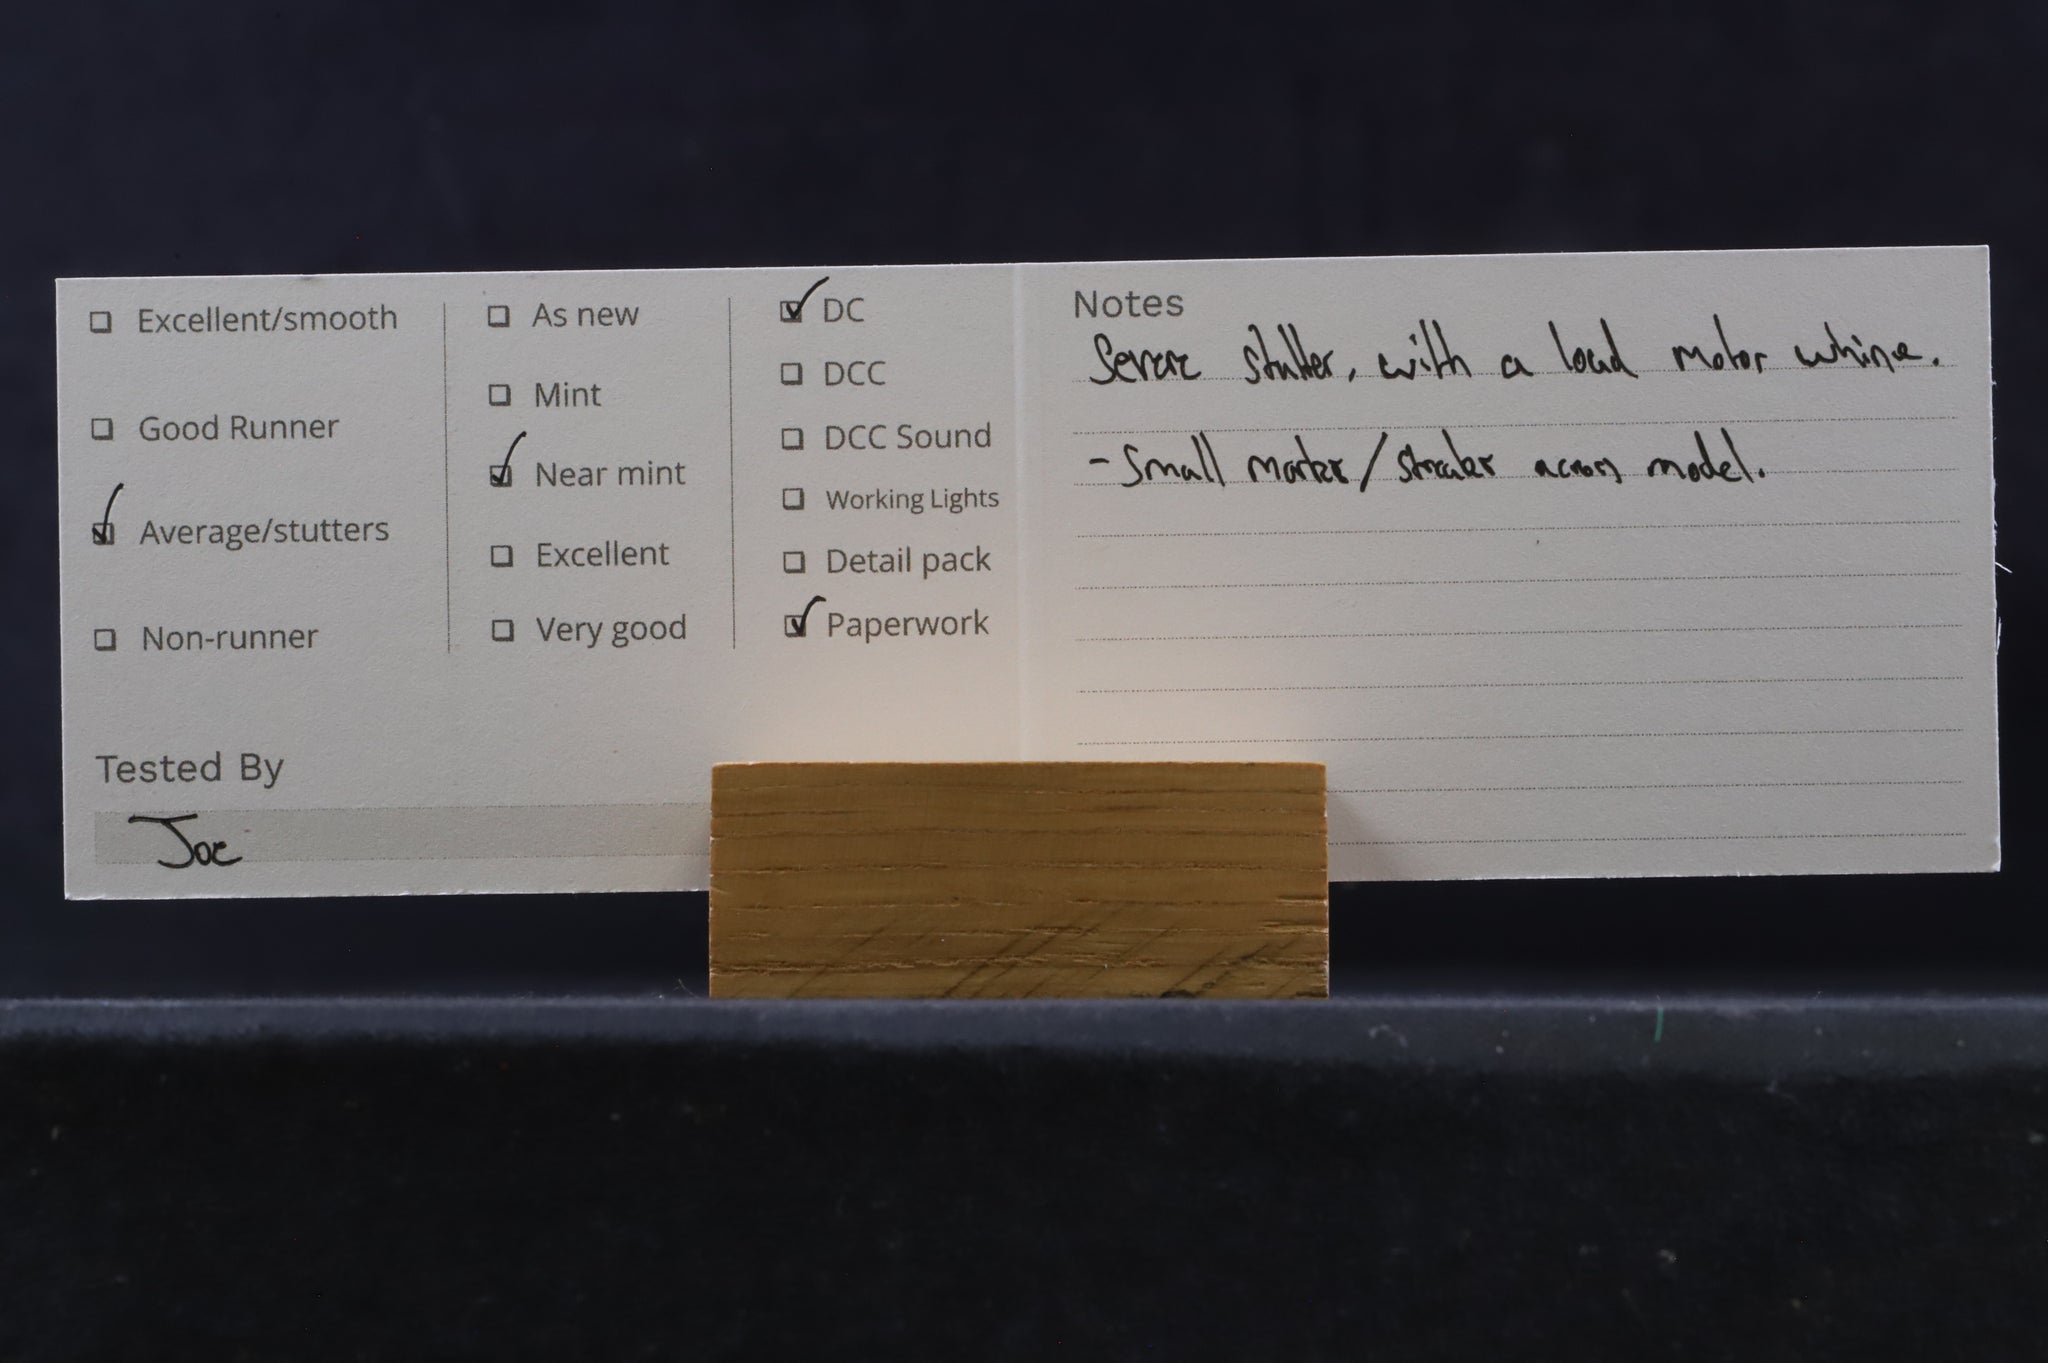 Excellent/smooth
Good Runner
Average/stutters
Non-runner
As new
Mint
Near mint
Excellent
Very good
DC
DCC
DCC Sound
Working Lights
Detail pack
Paperwork
Tested By
Joe
Notes
Severe stutter, with a loud motor whine.
- Small marks/streaks across model.